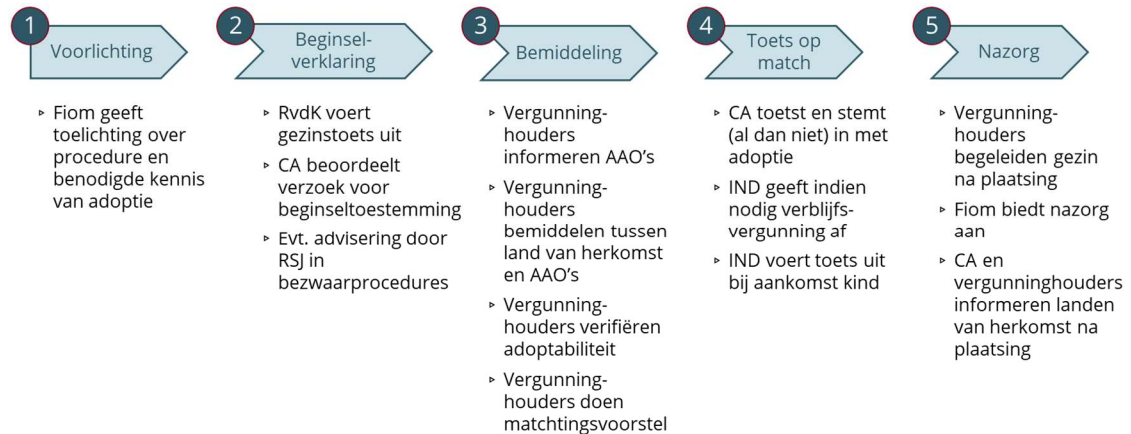 1
Voorlichting
▹ Fiom geeft
toelichting over
procedure en
benodigde kennis
van adoptie
2
Beginsel-
verklaring
▹ RvdK voert
gezinstoets uit
▹ CA beoordeelt
verzoek voor
beginseltoestemming
▹ Evt. advisering door
RSJ in
bezwaarprocedures
3
Bemiddeling
▹ Vergunning-
houders
informeren AAO’s
▹ Vergunning-
houders
bemiddelen tussen
land van herkomst
en AAO’s
▹ Vergunning-
houders verifiëren
adoptabiliteit
▹ Vergunning-
houders doen
matchtingsvoorstel
4
Toets op
match
▹ CA toetst en stemt
(al dan niet) in met
adoptie
▹ IND geeft indien
nodig verblijfs-
vergunning af
▹ IND voert toets uit
bij aankomst kind
5
Nazorg
▹ Vergunning-
houders
begeleiden gezin
na plaatsing
▹ Fiom biedt nazorg
aan
▹ CA en
vergunninghouders
informeren landen
van herkomst na
plaatsing